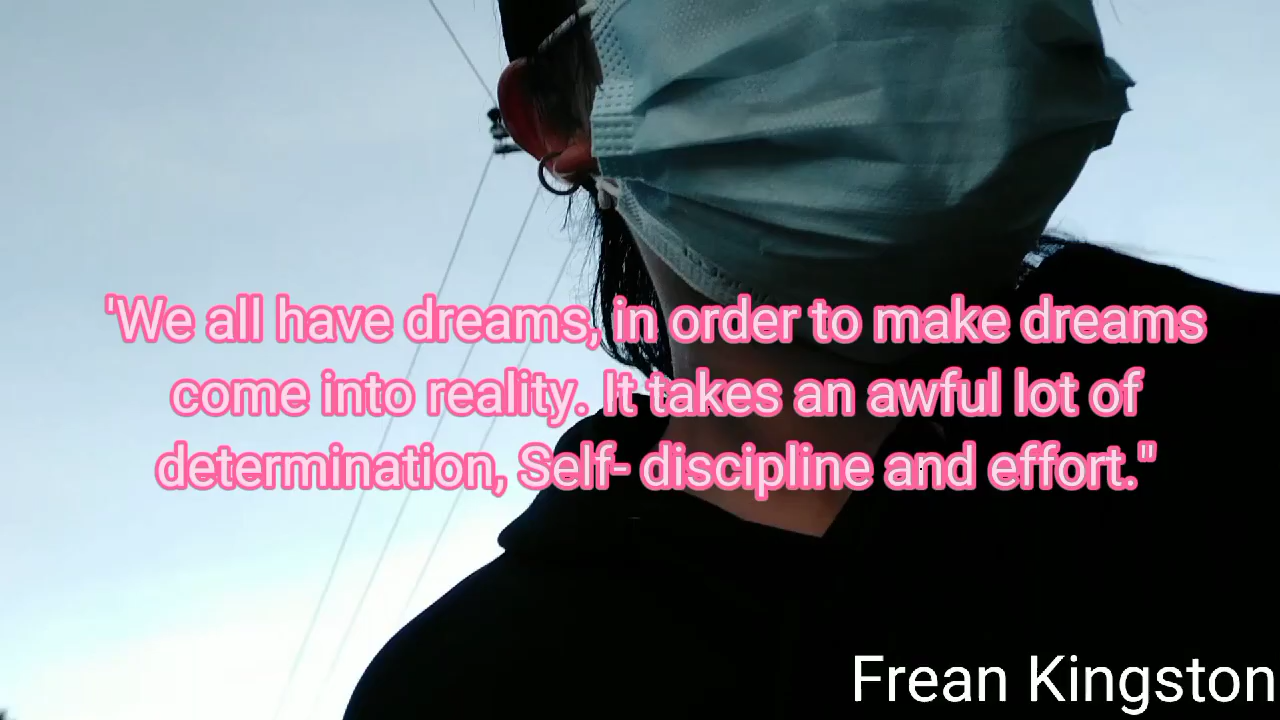 'We all have dreams, in order to make dreams
come into reality. It takes an awful lot of
determination, Self- discipline and effort."
Frean Kingston